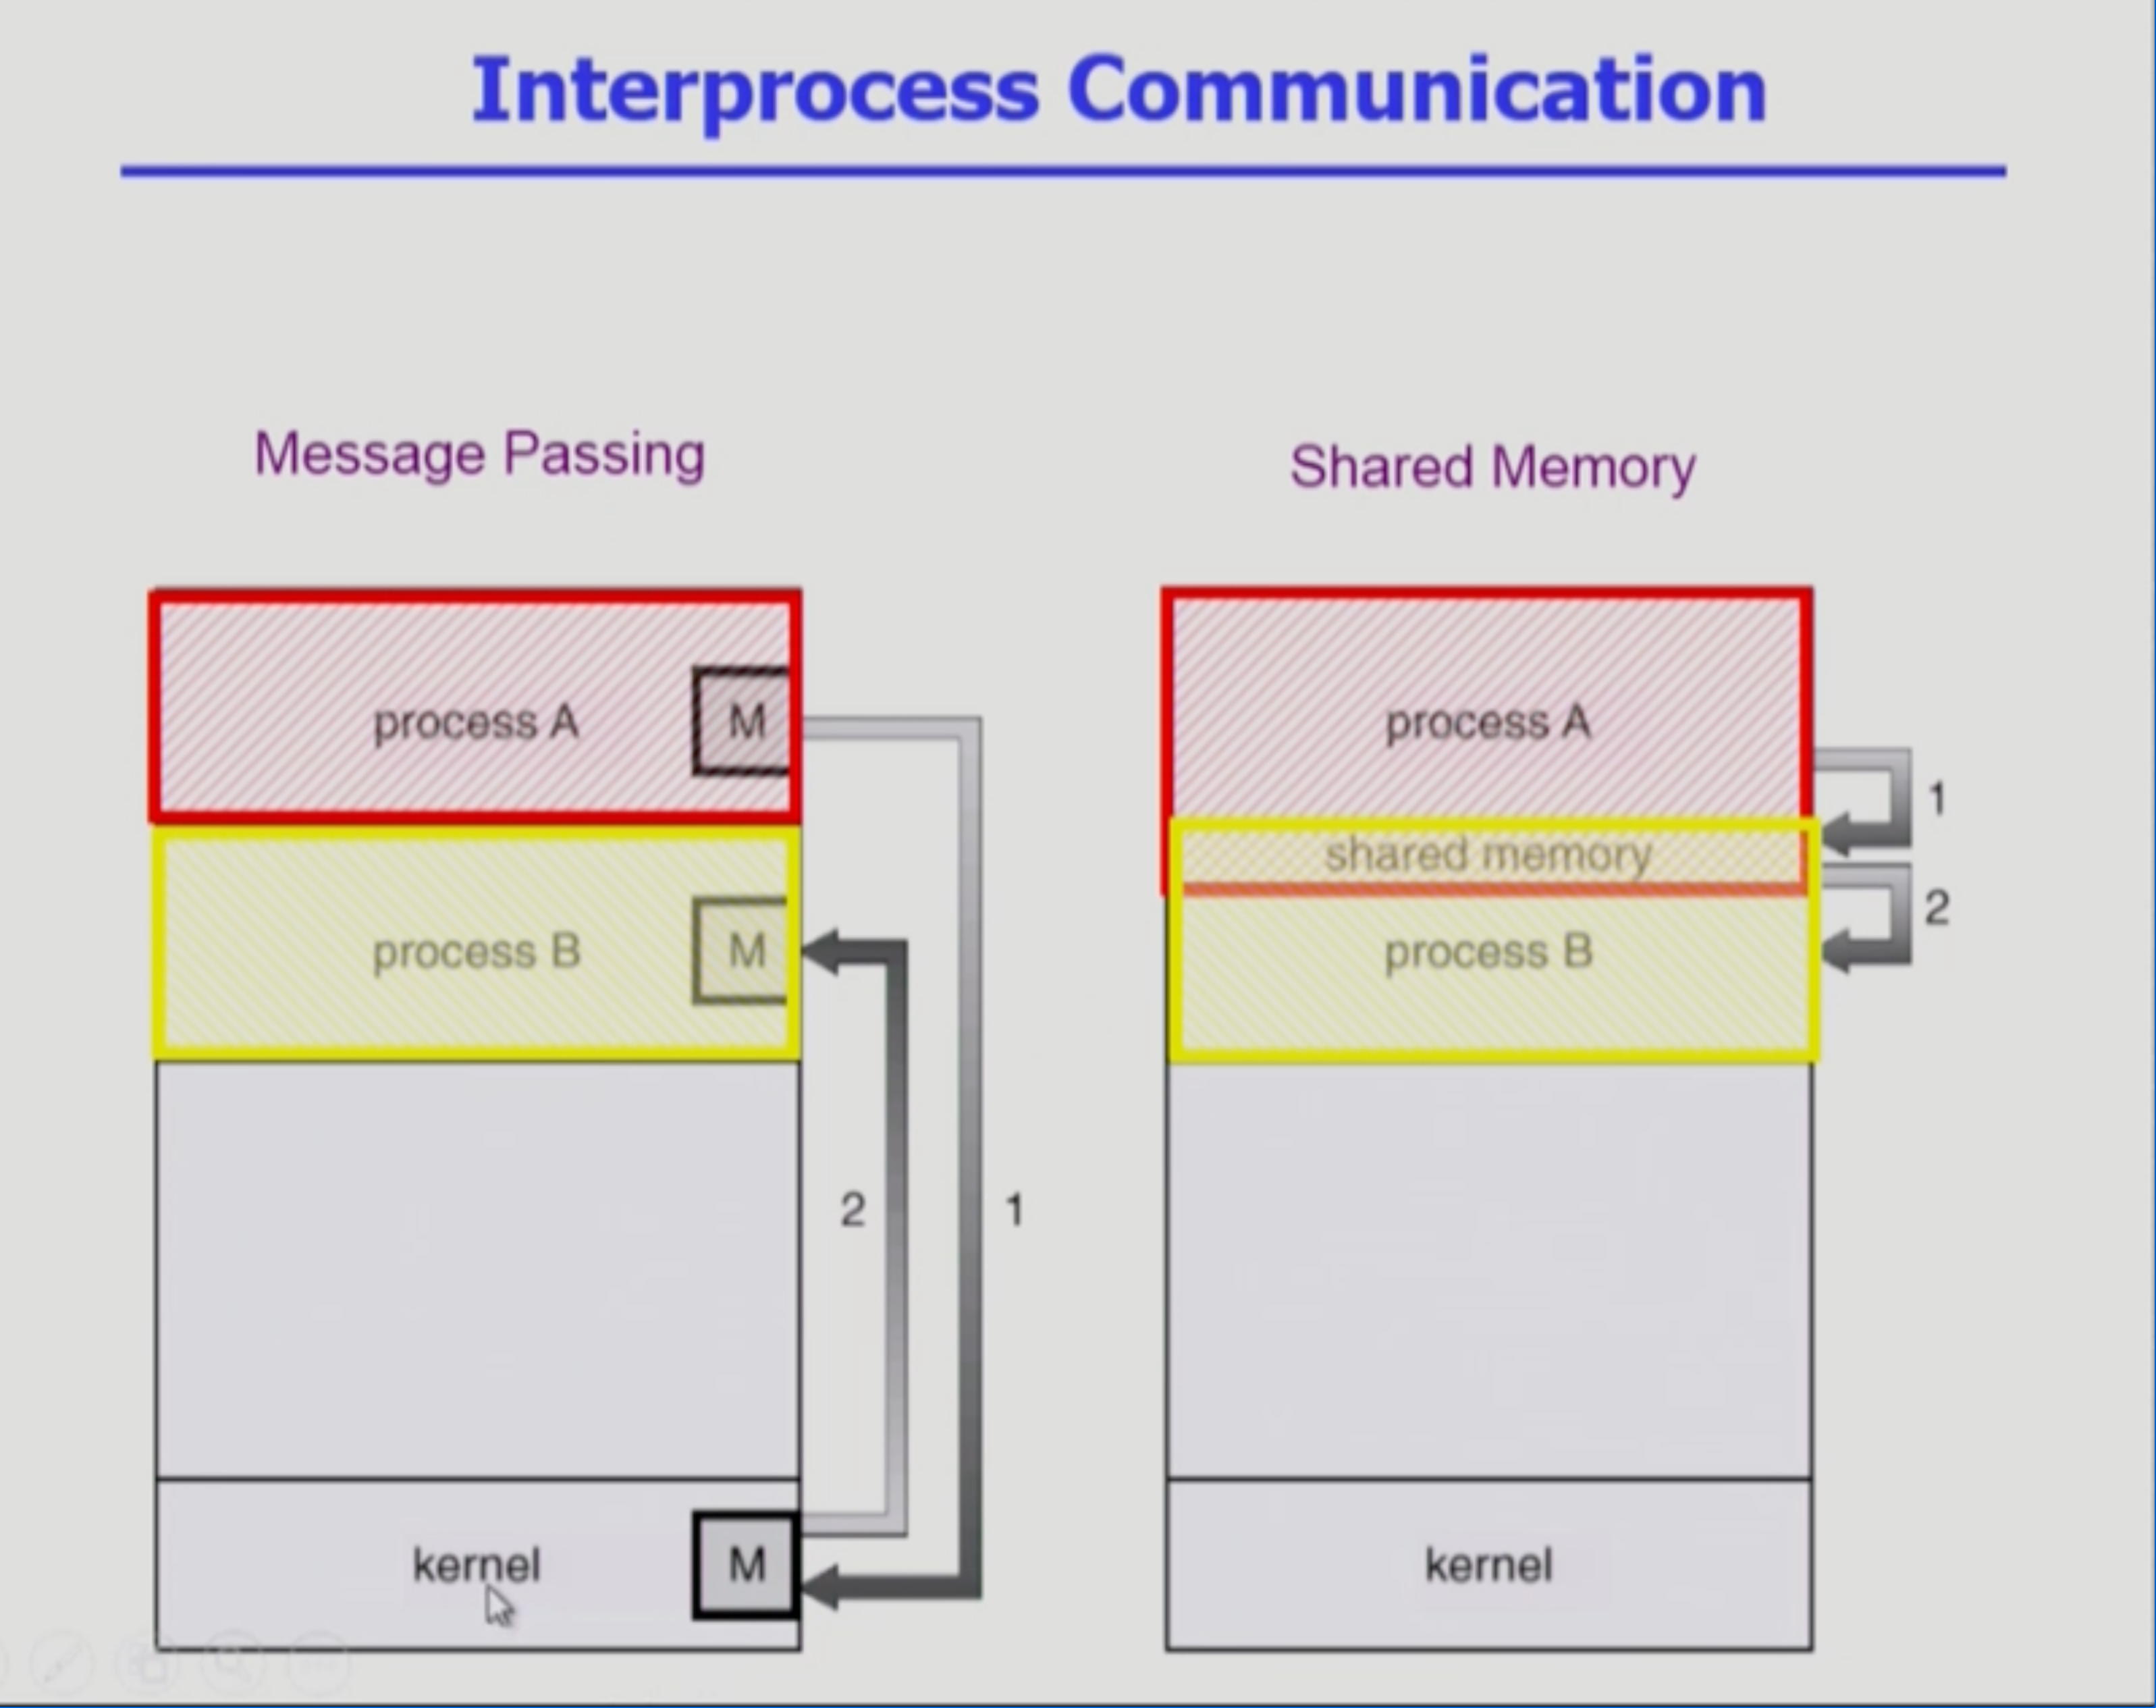 Interprocess Communication
Message Passing
process A
M
process B
M
2
1
kernel
M
Shared Memory
process A
1
shared memory
2
process B
kernel